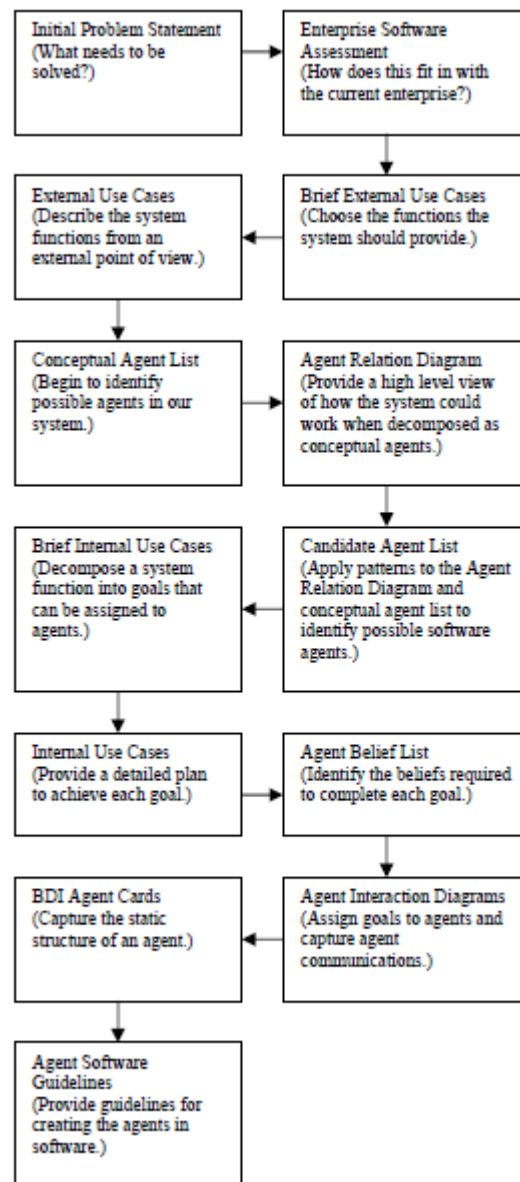 Initial Problem Statement
(What needs to be
solved?)
Enterprise Software
Assessment
(How does this fit in with
the current enterprise?)
Brief External Use Cases
(Choose the functions the
system should provide.)
External Use Cases
(Describe the system
functions from an
external point of view.)
Conceptual Agent List
(Begin to identify
possible agents in our
system.)
Agent Relation Diagram
(Provide a high level view
of how the system could
work when decomposed as
conceptual agents.)
Candidate Agent List
(Apply patterns to the Agent
Relation Diagram and
conceptual agent list to
identify possible software
agents.)
Brief Internal Use Cases
(Decompose a system
function into goals that
can be assigned to
agents.)
Internal Use Cases
(Provide a detailed plan
to achieve each goal.)
Agent Belief List
(Identify the beliefs required
to complete each goal.)
Agent Interaction Diagrams
(Assign goals to agents and
capture agent
communications.)
BDI Agent Cards
(Capture the static
structure of an agent.)
Agent Software
Guidelines
(Provide guidelines for
creating the agents in
software.)